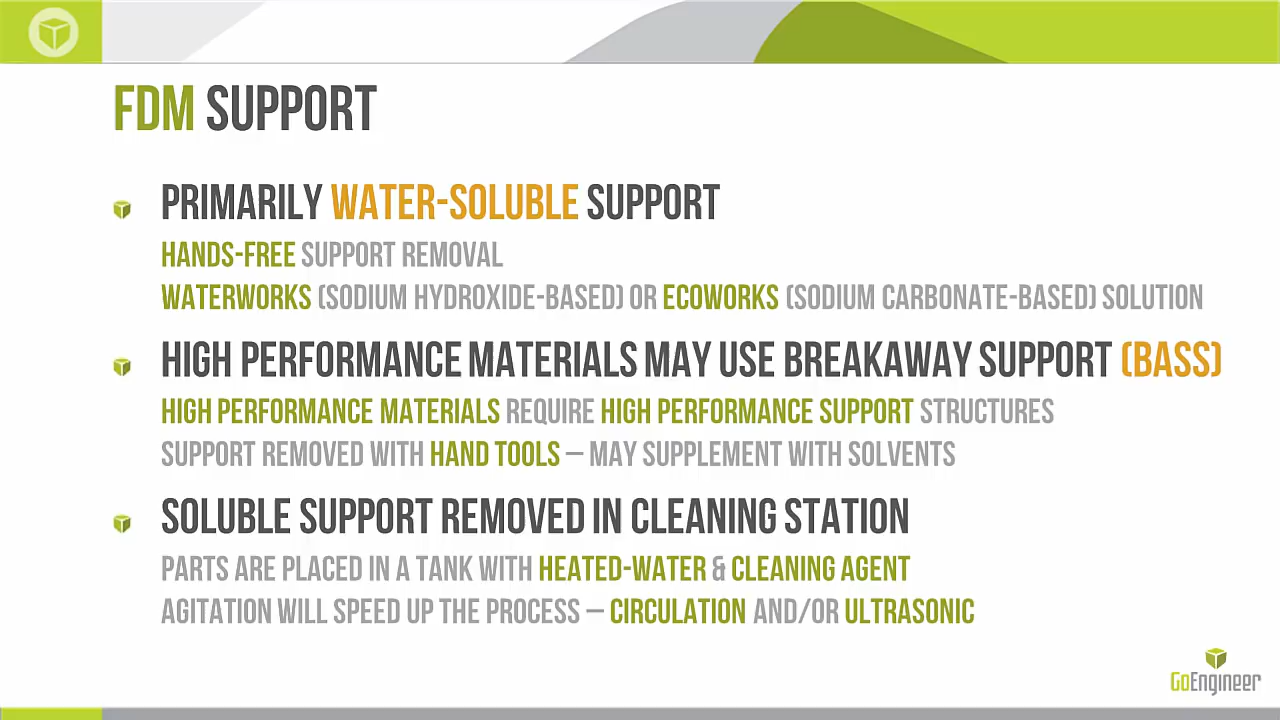 FDM SUPPORT
PRIMARILY WATER-SOLUBLE SUPPORT
HANDS-FREE SUPPORT REMOVAL
WATERWORKS (SODIUM HYDROXIDE-BASED) OR ECOWORKS (SODIUM CARBONATE-BASED) SOLUTION
HIGH PERFORMANCE MATERIALS MAY USE BREAKAWAY SUPPORT (BASS)
HIGH PERFORMANCE MATERIALS REQUIRE HIGH PERFORMANCE SUPPORT STRUCTURES
SUPPORT REMOVED WITH HAND TOOLS – MAY SUPPLEMENT WITH SOLVENTS
SOLUBLE SUPPORT REMOVED IN CLEANING STATION
PARTS ARE PLACED IN A TANK WITH HEATED-WATER & CLEANING AGENT
AGITATION WILL SPEED UP THE PROCESS – CIRCULATION AND/OR ULTRASONIC
GoEngineer